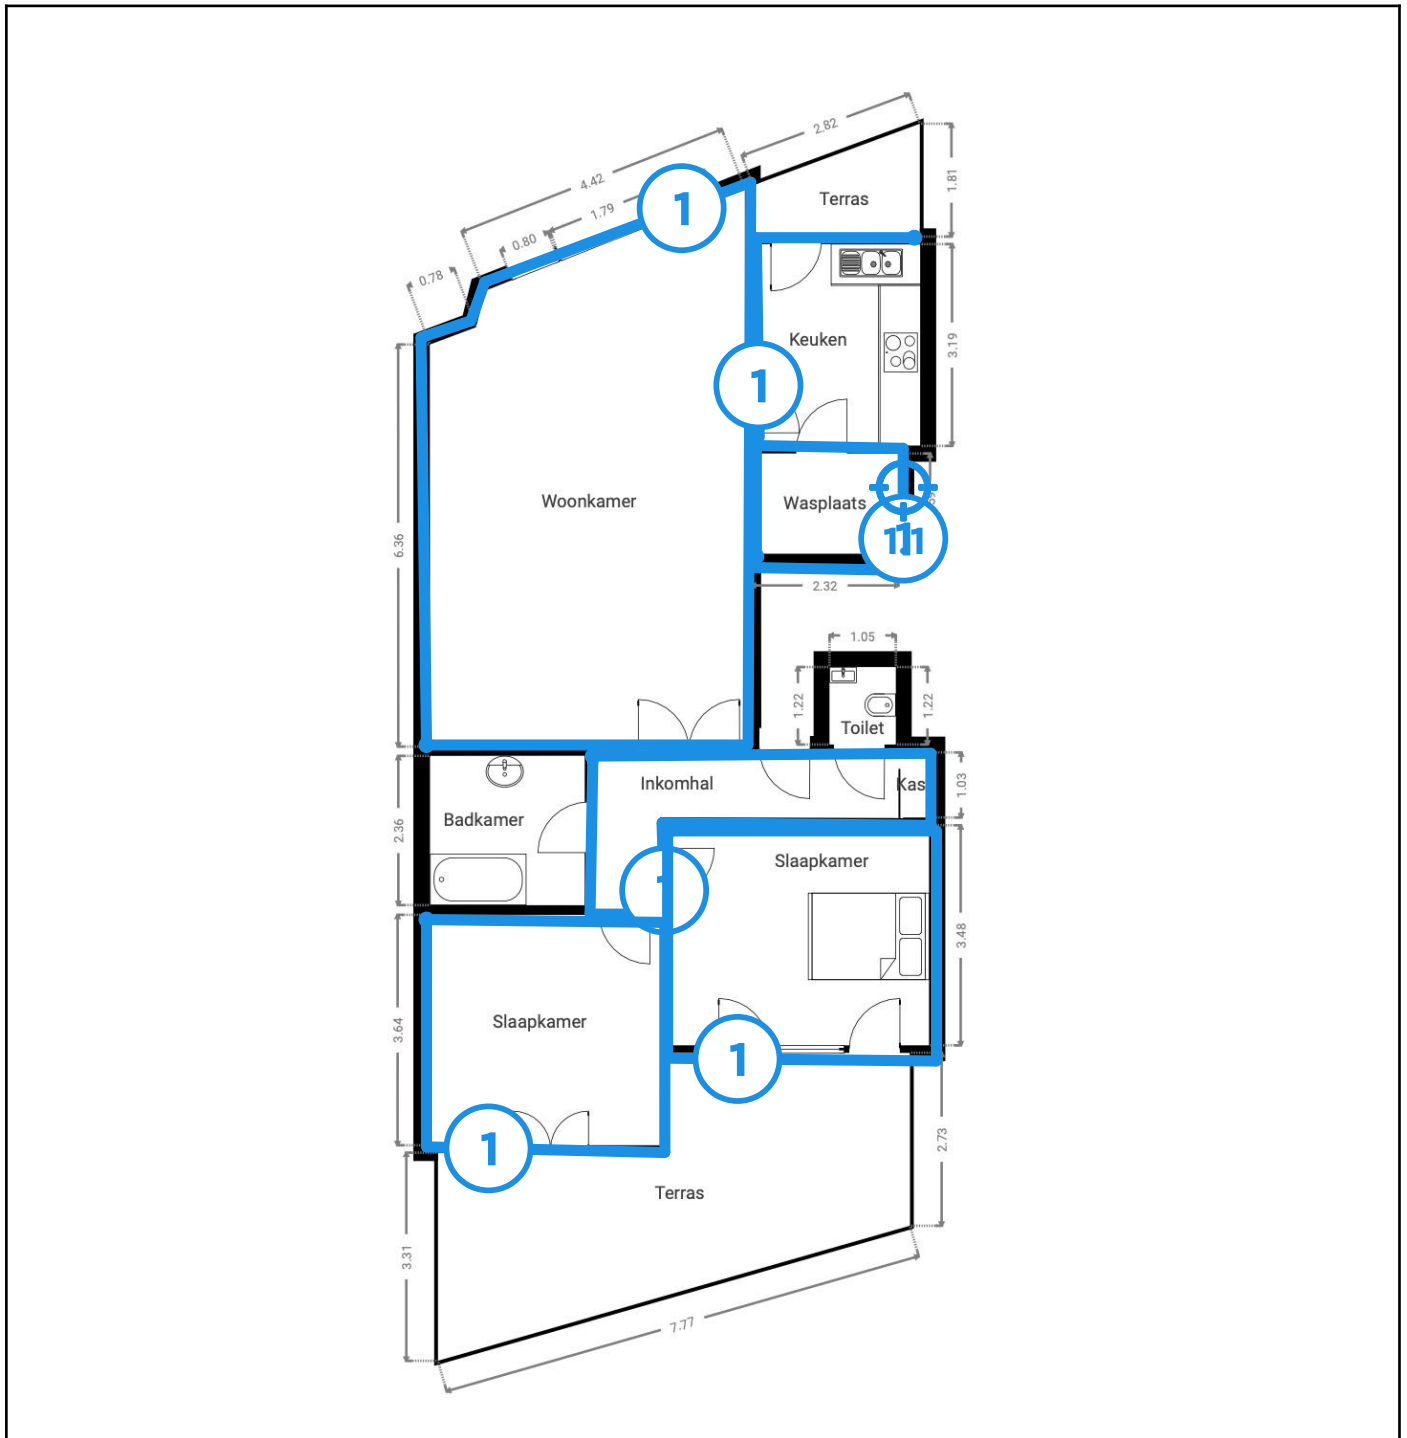 2.82
4.42
1.81
1
1.79
Terras
0.80
0.78
Keuken
3.19
1
Woonkamer
Wasplaats
6.36
2.32
1.05
1.22
1.22
Toilet
Inkomhal
Kas
1.03
Badkamer
2.36
Slaapkamer
1
3.48
Slaapkamer
3.64
1
1
2.73
Terras
3.31
7.77